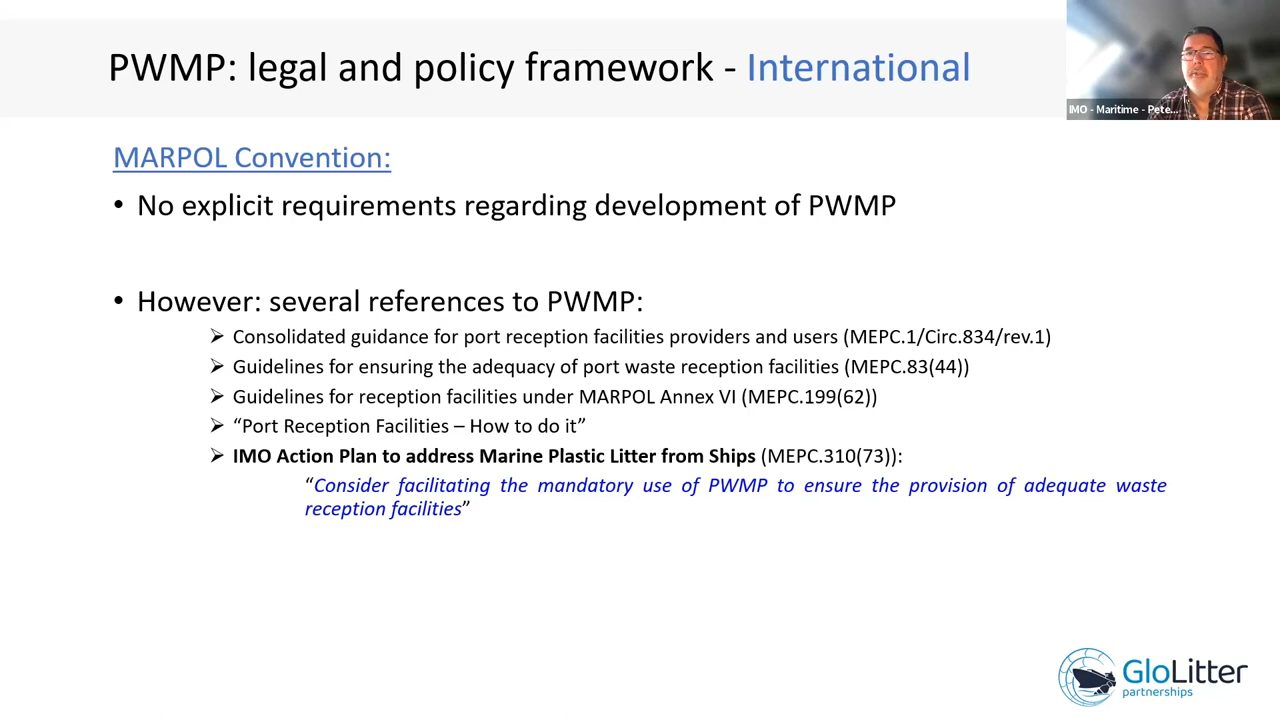 PWMP: legal and policy framework - International
IMO - Maritime - Pete...
MARPOL Convention:
• No explicit requirements regarding development of PWMP
• However: several references to PWMP:
➢ Consolidated guidance for port reception facilities providers and users (MEPC.1/Circ.834/rev.1)
➢ Guidelines for ensuring the adequacy of port waste reception facilities (MEPC.83(44))
➢ Guidelines for reception facilities under MARPOL Annex VI (MEPC.199(62))
➢ “Port Reception Facilities – How to do it”
➢ IMO Action Plan to address Marine Plastic Litter from Ships (MEPC.310(73)):
“Consider facilitating the mandatory use of PWMP to ensure the provision of adequate waste
reception facilities”
GloLitter
partnerships